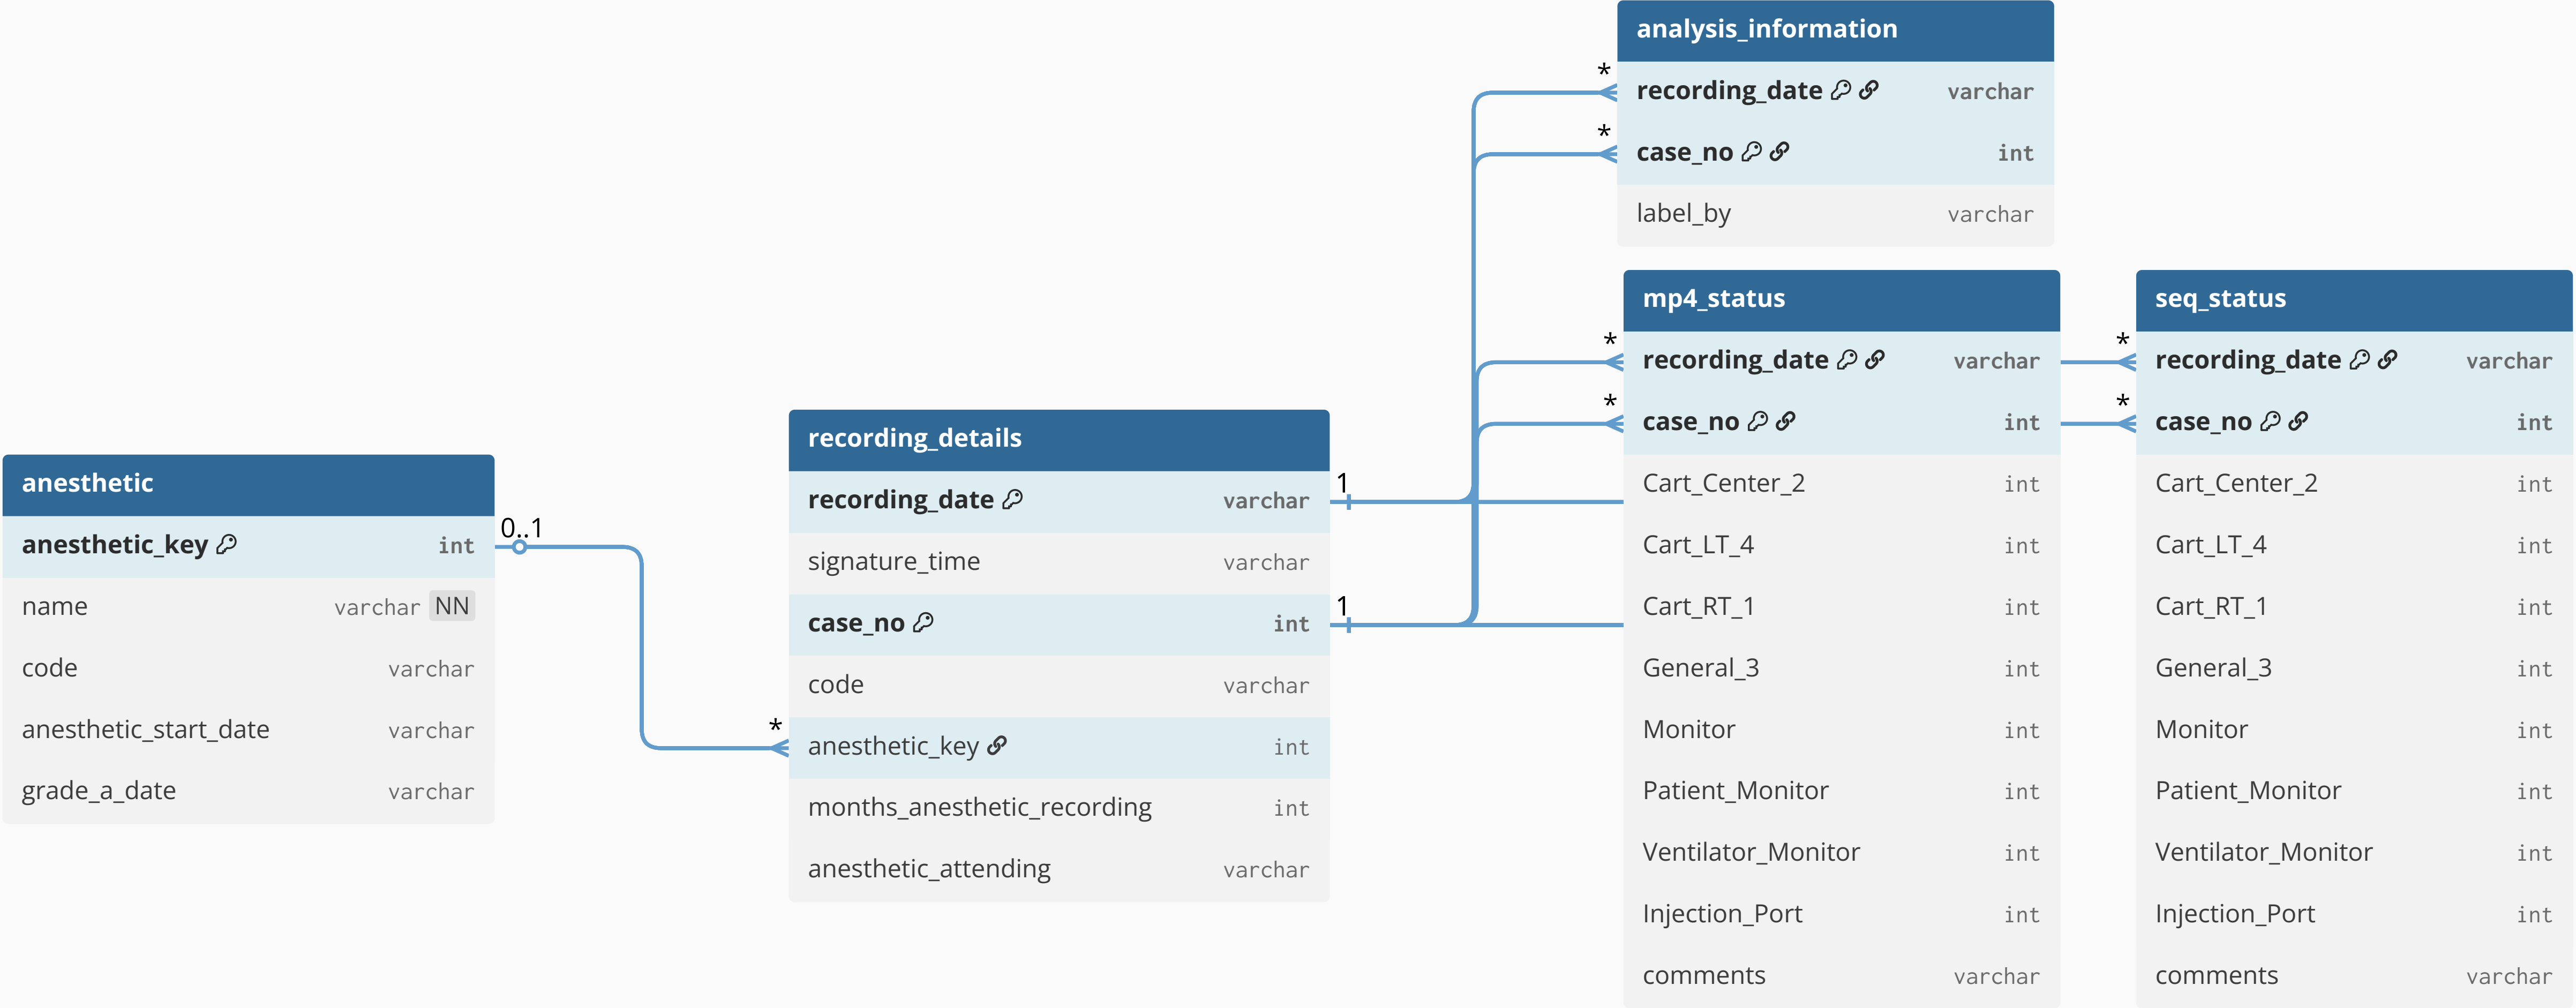 analysis_information
* recording_date varchar
* case_no int
label_by varchar
mp4_status
* recording_date varchar
* case_no int
Cart_Center_2 int
Cart_LT_4 int
Cart_RT_1 int
General_3 int
Monitor int
Patient_Monitor int
Ventilator_Monitor int
Injection_Port int
comments varchar
seq_status
* recording_date varchar
* case_no int
Cart_Center_2 int
Cart_LT_4 int
Cart_RT_1 int
General_3 int
Monitor int
Patient_Monitor int
Ventilator_Monitor int
Injection_Port int
comments varchar
recording_details
recording_date varchar 1
signature_time varchar
case_no int 1
code varchar
* anesthetic_key int
months_anesthetic_recording int
anesthetic_attending varchar
anesthetic
anesthetic_key int 0..1
name varchar NN
code varchar
anesthetic_start_date varchar
grade_a_date varchar